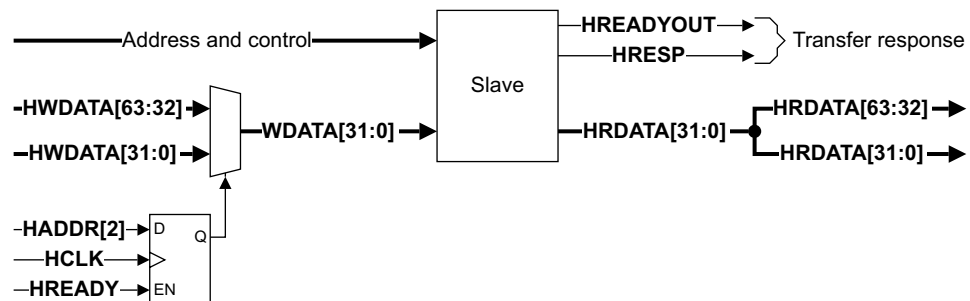 Address and control
HREADYOUT
HRESP
Transfer response
Slave
HWDATA[63:32]
HWDATA[31:0]
WDATA[31:0]
HRDATA[31:0]
HRDATA[63:32]
HRDATA[31:0]
HADDR[2]
D
Q
HCLK
HREADY
EN